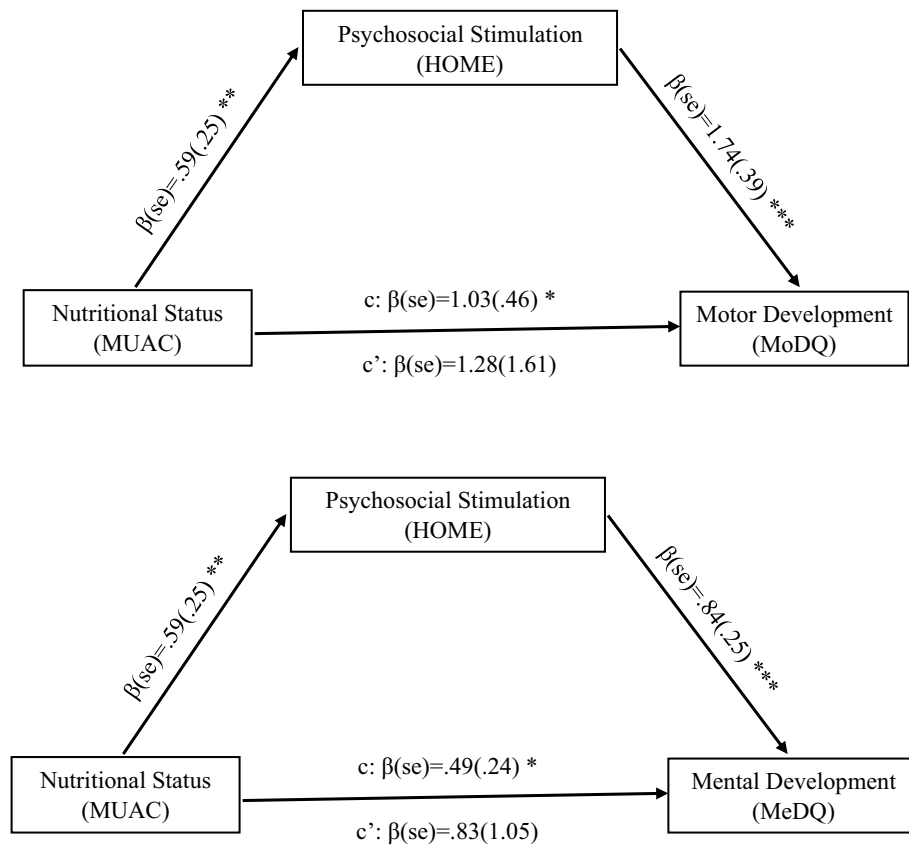 Psychosocial Stimulation
(HOME)
β(se)=.59(.25) **
β(se)=1.74(.39) ***
Nutritional Status
(MUAC)
c: β(se)=1.03(.46) *
c’: β(se)=1.28(1.61)
Motor Development
(MoDQ)
Psychosocial Stimulation
(HOME)
β(se)=.59(.25) **
β(se)=.84(.25) ***
Nutritional Status
(MUAC)
c: β(se)=.49(.24) *
c’: β(se)=.83(1.05)
Mental Development
(MeDQ)